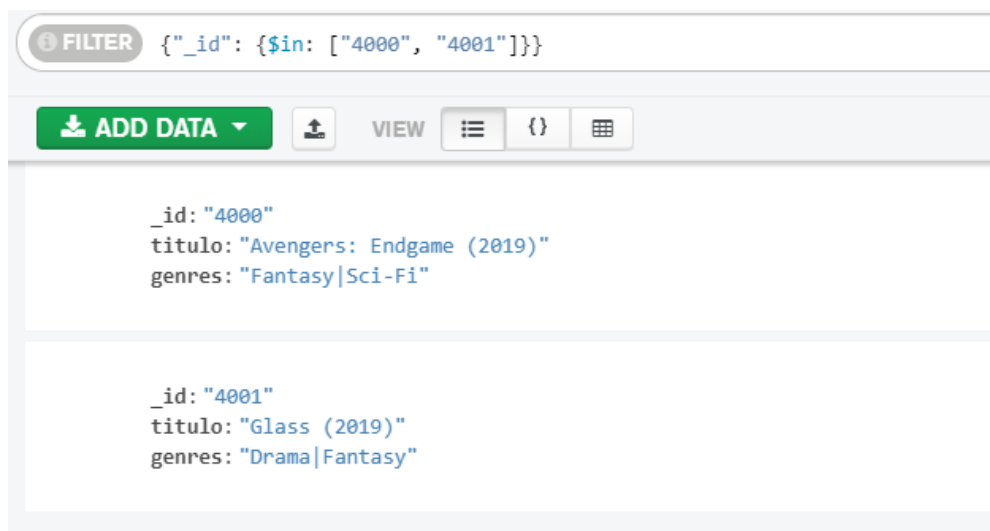 FILTER {"_id": {$in: ["4000", "4001"]}}
ADD DATA VIEW {}
_id: "4000"
titulo: "Avengers: Endgame (2019)"
genres: "Fantasy|Sci-Fi"
_id: "4001"
titulo: "Glass (2019)"
genres: "Drama|Fantasy"